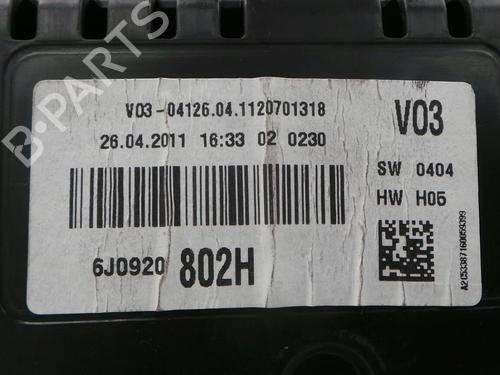 V03-04126.04.1120701318
V03
26.04.2011 16:33 02 0230
SW 0404
HW H05
6J0920 802H
A2C53387160059399
B-PARTS